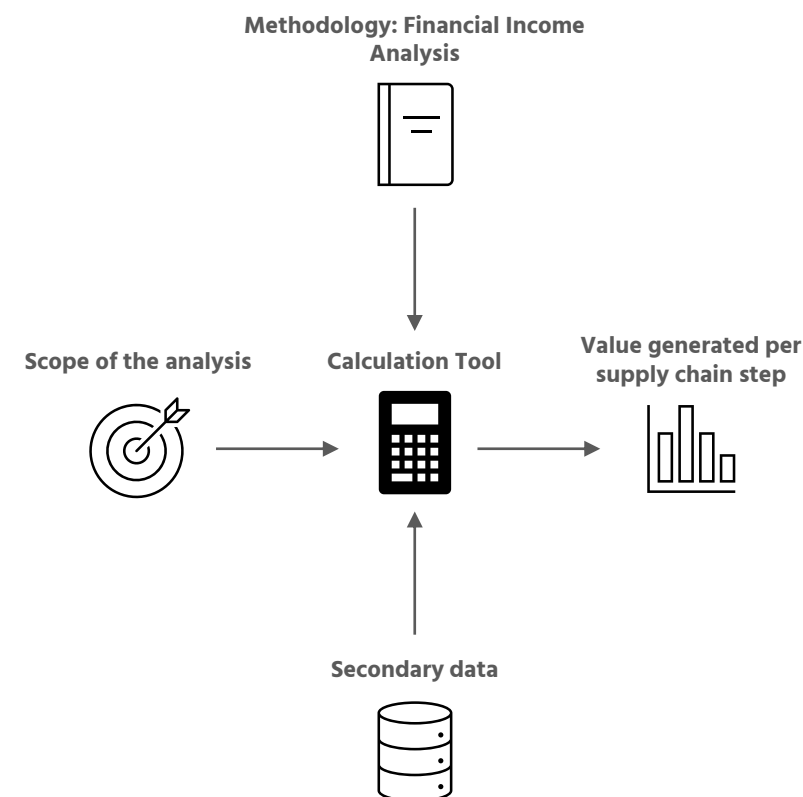 Methodology: Financial Income
Analysis
Scope of the analysis
Calculation Tool
Value generated per
supply chain step
Secondary data